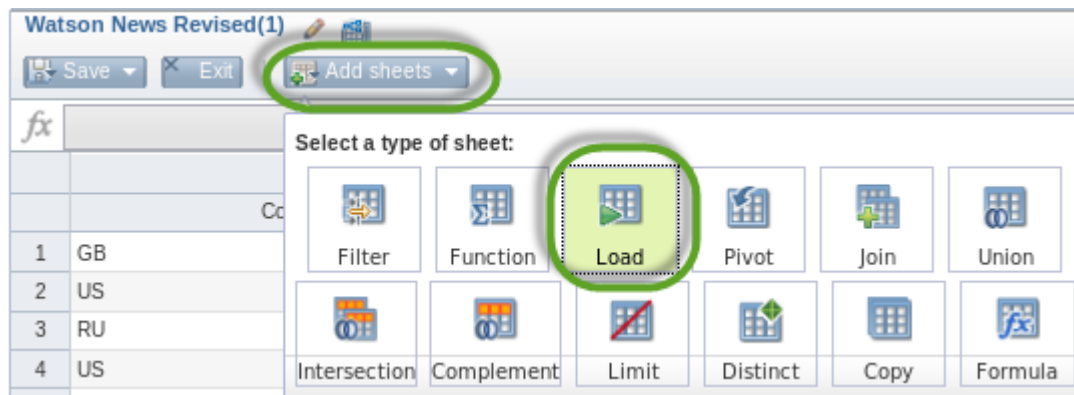 Watson News Revised(1)
Save Exit Add sheets
fx
Select a type of sheet:
Co
Filter Function Load Pivot Join Union
1 GB
2 US
3 RU
4 US
Intersection Complement Limit Distinct Copy Formula